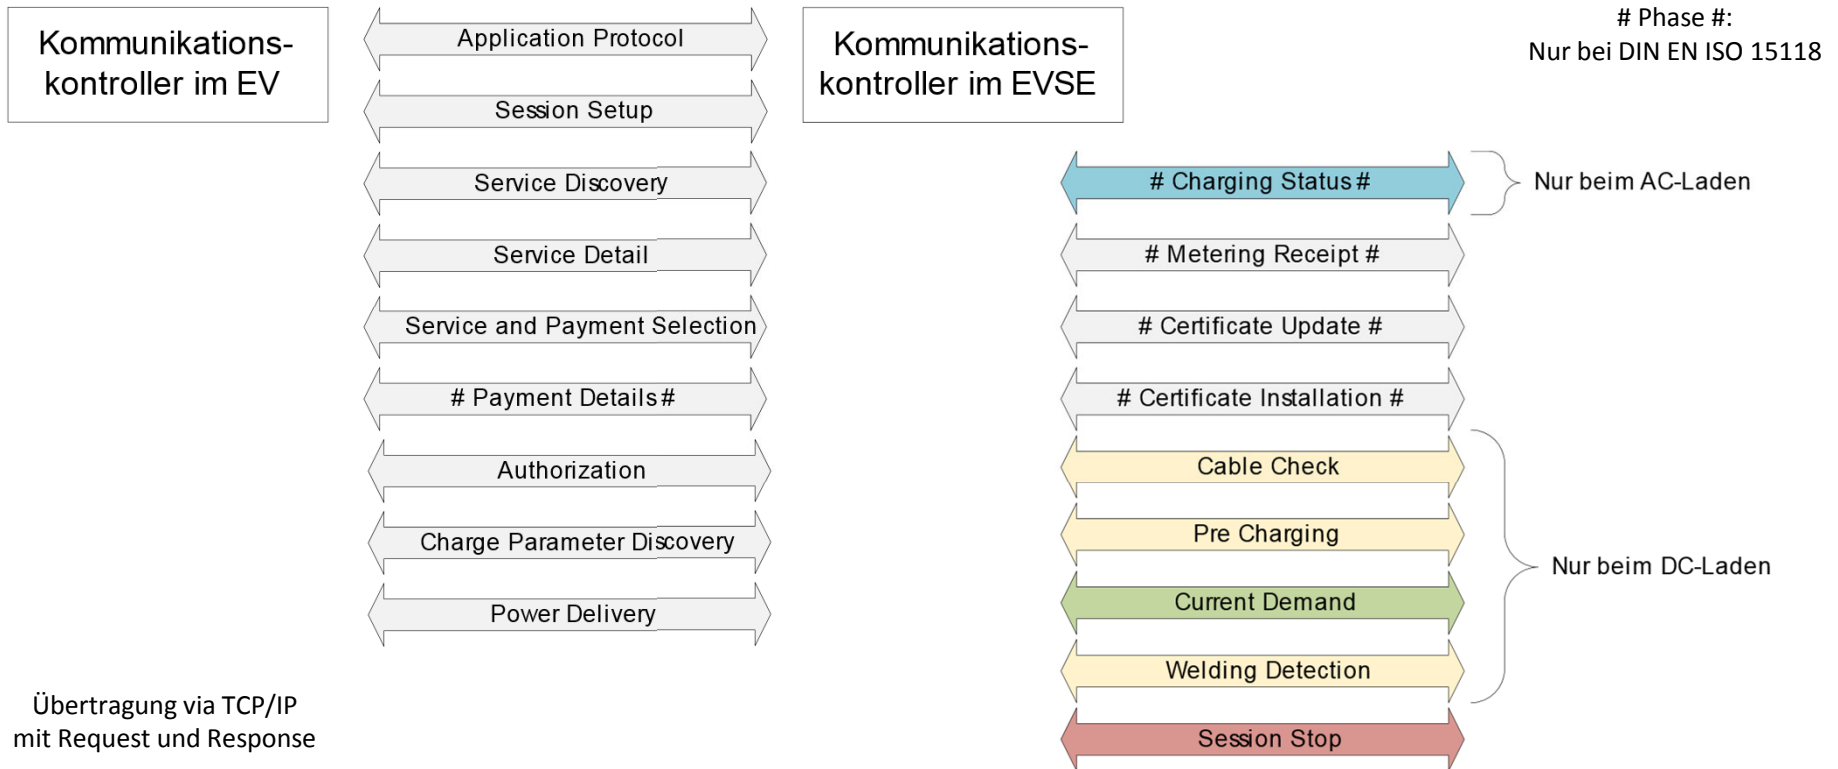 Kommunikations-
kontroller im EV
Application Protocol
Session Setup
Service Discovery
Service Detail
Service and Payment Selection
# Payment Details #
Authorization
Charge Parameter Discovery
Power Delivery
Übertragung via TCP/IP
mit Request und Response
Kommunikations-
kontroller im EVSE
# Phase #:
Nur bei DIN EN ISO 15118
# Charging Status #
Nur beim AC-Laden
# Metering Receipt #
# Certificate Update #
# Certificate Installation #
Cable Check
Pre Charging
Current Demand
Welding Detection
Nur beim DC-Laden
Session Stop